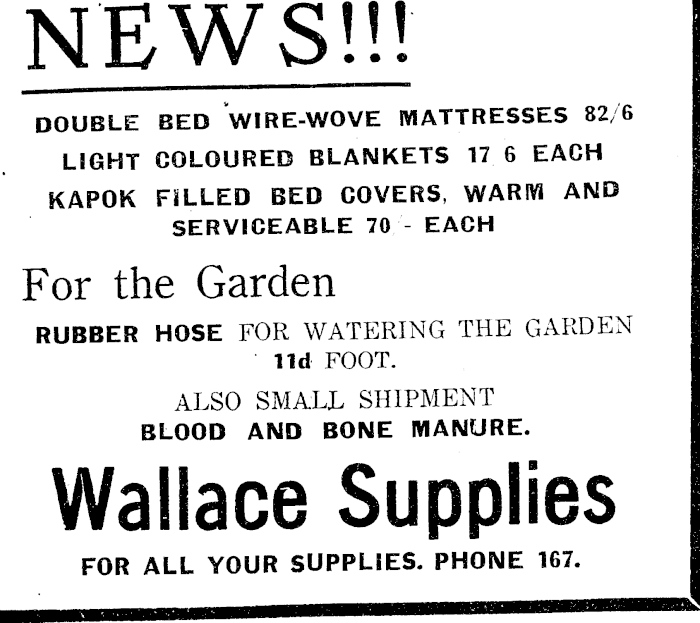 NEWS!!!
DOUBLE BED WIRE-WOVE MATTRESSES 82/6
LIGHT COLOURED BLANKETS 17 6 EACH
KAPOK FILLED BED COVERS, WARM AND
SERVICEABLE 70 - EACH
For the Garden
RUBBER HOSE FOR WATERING THE GARDEN
11d FOOT.
ALSO SMALL SHIPMENT
BLOOD AND BONE MANURE.
Wallace Supplies
FOR ALL YOUR SUPPLIES. PHONE 167.